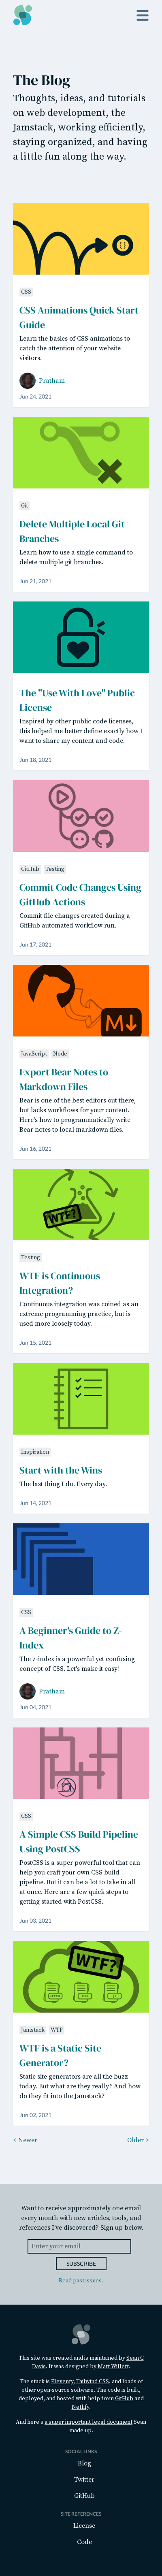 The Blog
Thoughts, ideas, and tutorials
on web development, the
Jamstack, working efficiently,
staying organized, and having
a little fun along the way.
CSS
CSS Animations Quick Start
Guide
Learn the basics of CSS animations to
catch the attention of your website
visitors.
Pratham
Jun 24, 2021
Git
Delete Multiple Local Git
Branches
Learn how to use a single command to
delete multiple git branches.
Jun 21, 2021
The "Use With Love" Public
License
Inspired by other public code licenses,
this helped me better define exactly how I
want to share my content and code.
Jun 18, 2021
GitHub Testing
Commit Code Changes Using
GitHub Actions
Commit file changes created during a
GitHub automated workflow run.
Jun 17, 2021
M
JavaScript Node
Export Bear Notes to
Markdown Files
Bear is one of the best editors out there,
but lacks workflows for your content.
Here's how to programmatically write
Bear notes to local markdown files.
Jun 16, 2021
WTF?
Testing
WTF is Continuous
Integration?
Continuous integration was coined as an
extreme programming practice, but is
used more loosely today.
Jun 15, 2021
Inspiration
Start with the Wins
The last thing I do. Every day.
Jun 14, 2021
CSS
A Beginner's Guide to Z-
Index
The z-index is a powerful yet confusing
concept of CSS. Let's make it easy!
Pratham
Jun 04, 2021
CSS
A Simple CSS Build Pipeline
Using PostCSS
PostCSS is a super powerful tool that can
help you craft your own CSS build
pipeline. But it can be a lot to take in all
at once. Here are a few quick steps to
getting started with PostCSS.
Jun 03, 2021
WTF?
Jamstack WTF
WTF is a Static Site
Generator?
Static site generators are all the buzz
today. But what are they really? And how
do they fit into the Jamstack?
Jun 02, 2021
< Newer Older >
Want to receive approximately one email
every month with new articles, tools, and
references I've discovered? Sign up below.
Enter your email
SUBSCRIBE
Read past issues.
This site was created and is maintained by Sean C
Davis. It was designed by Matt Willett.
The stack is Eleventy, Tailwind CSS, and loads of
other open-source software. The code is built,
deployed, and hosted with help from GitHub and
Netlify.
And here's a super important legal document Sean
made up.
SOCIAL LINKS
Blog
Twitter
GitHub
SITE REFERENCES
License
Code